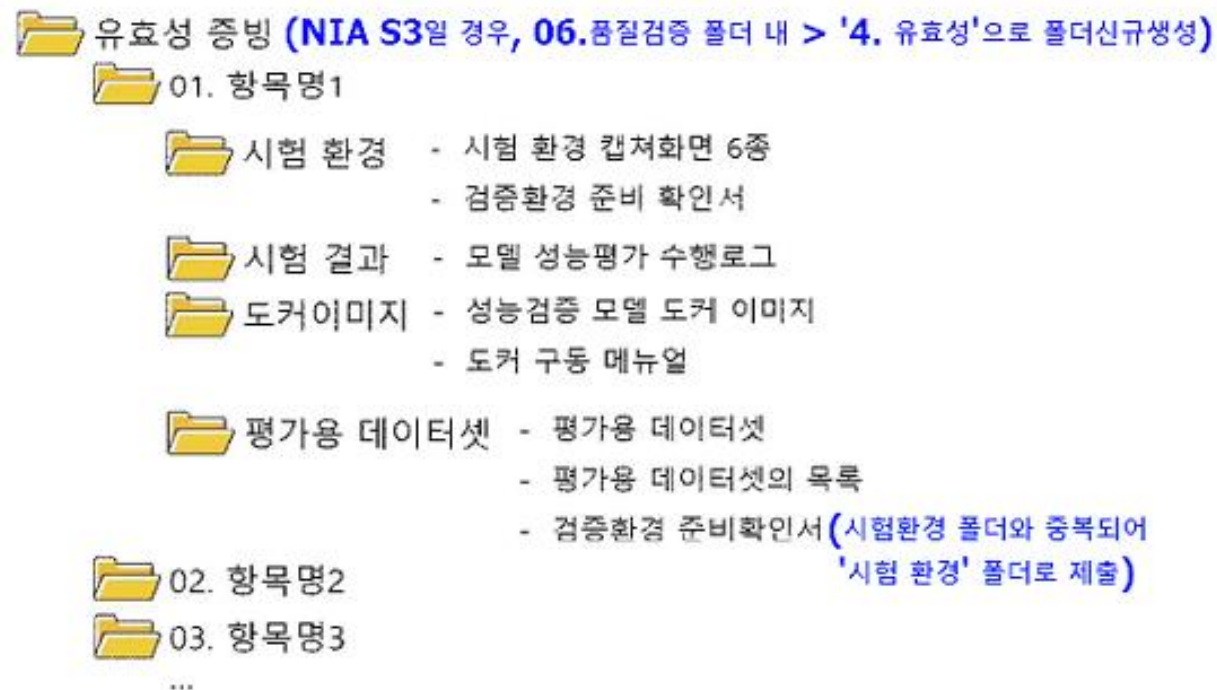 유효성 증빙 (NIA S3일 경우, 06.품질검증 폴더 내 > '4. 유효성'으로 폴더신규생성)
01. 항목명1
시험 환경 - 시험 환경 캡쳐화면 6종
- 검증환경 준비 확인서
시험 결과 - 모델 성능평가 수행로그
도커이미지 - 성능검증 모델 도커 이미지
- 도커 구동 메뉴얼
평가용 데이터셋 - 평가용 데이터셋
- 평가용 데이터셋의 목록
- 검증환경 준비확인서(시험환경 폴더와 중복되어
'시험 환경' 폴더로 제출)
02. 항목명2
03. 항목명3
...